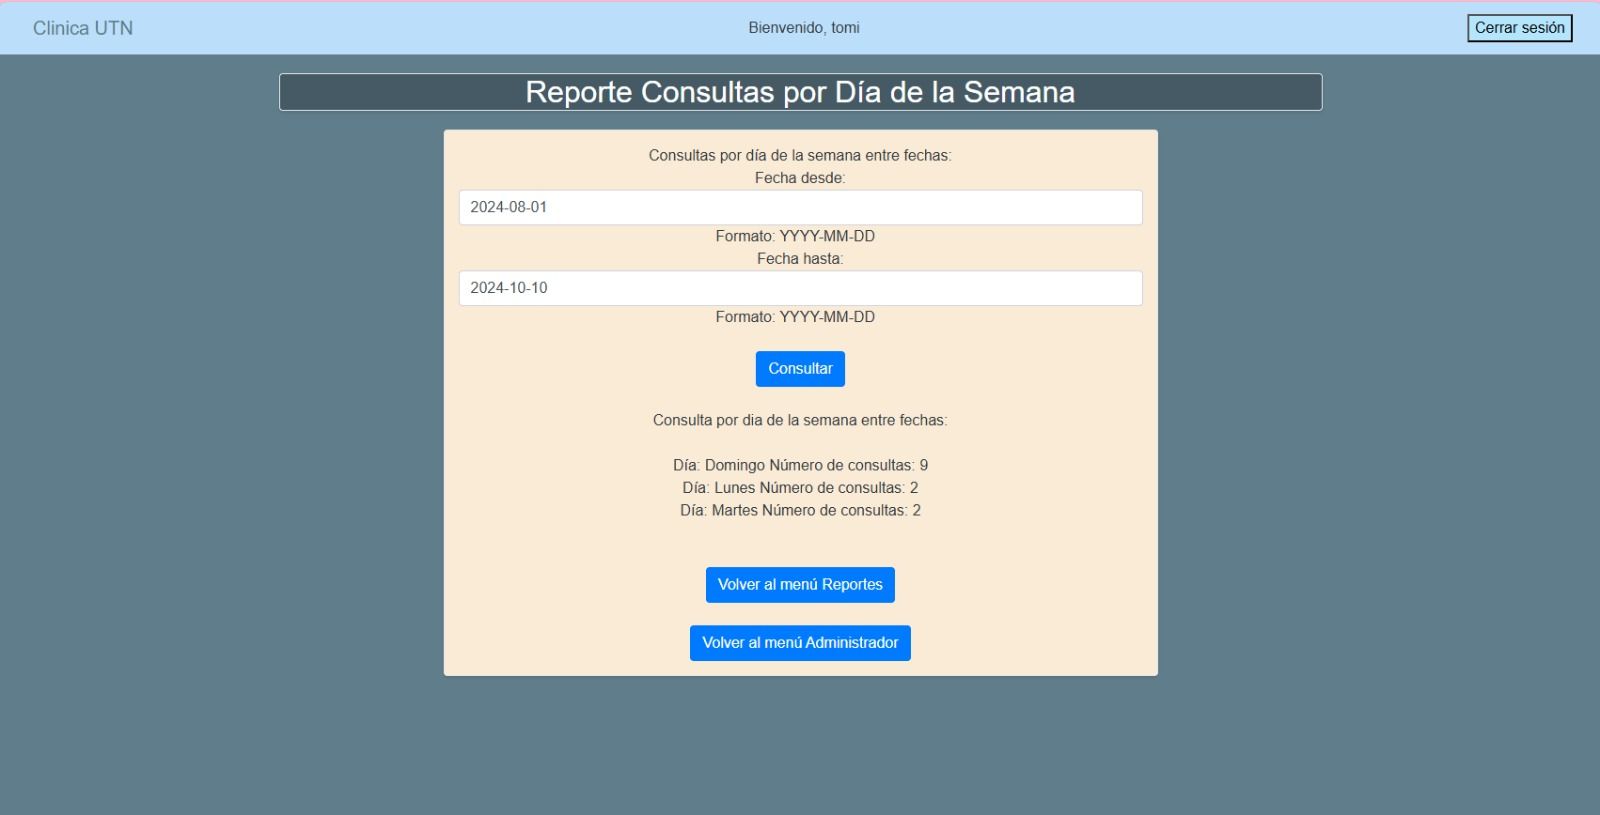 Clinica UTN
Bienvenido, tomi
Cerrar sesión
Reporte Consultas por Día de la Semana
Consultas por día de la semana entre fechas:
Fecha desde:
2024-08-01
Formato: YYYY-MM-DD
Fecha hasta:
2024-10-10
Formato: YYYY-MM-DD
Consultar
Consulta por dia de la semana entre fechas:
Día: Domingo Número de consultas: 9
Día: Lunes Número de consultas: 2
Día: Martes Número de consultas: 2
Volver al menú Reportes
Volver al menú Administrador